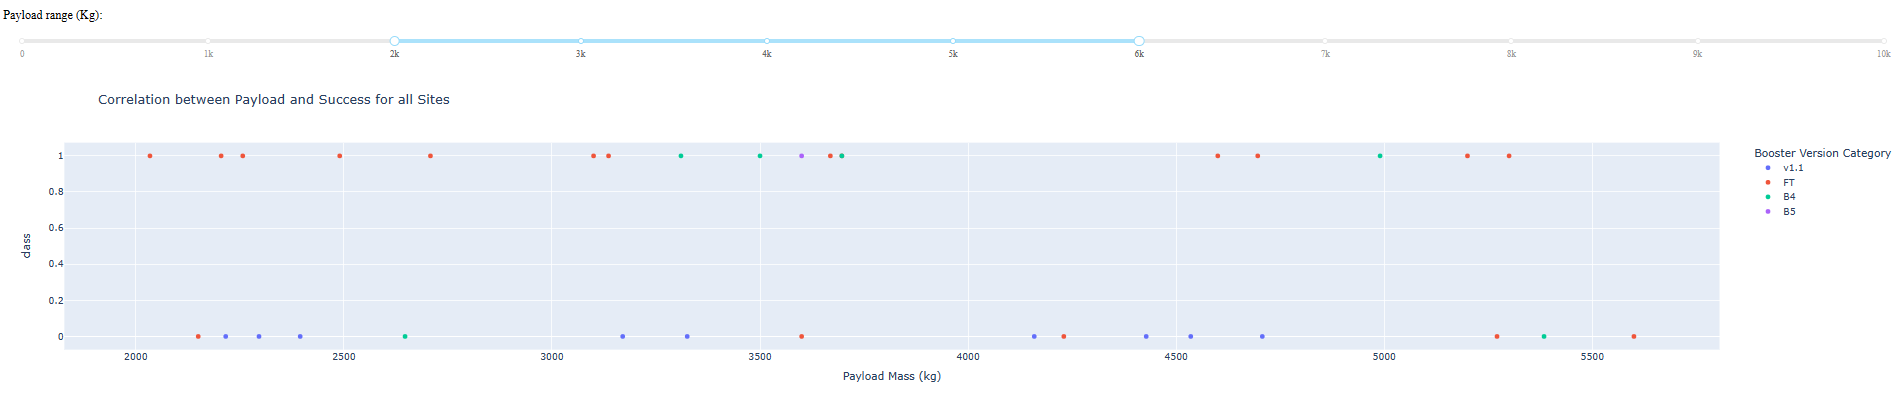 Payload range (Kg):
0 1k 2k 3k 4k 5k 6k 7k 8k 9k 10k
Correlation between Payload and Success for all Sites
1
0.8
0.6
0.4
0.2
0
class
2000 2500 3000 3500 4000 4500 5000 5500
Payload Mass (kg)
Booster Version Category
v1.1
FT
B4
B5